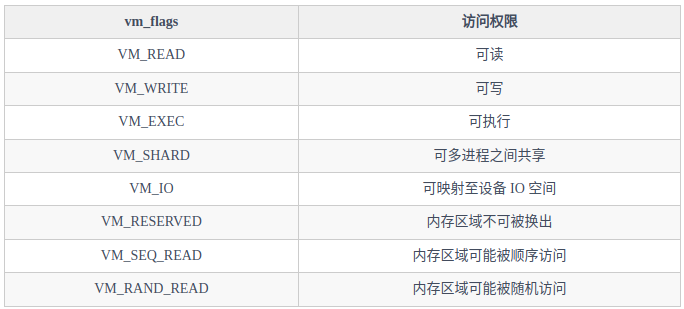 vm_flags 访问权限
VM_READ 可读
VM_WRITE 可写
VM_EXEC 可执行
VM_SHARD 可多进程之间共享
VM_IO 可映射至设备 IO 空间
VM_RESERVED 内存区域不可被换出
VM_SEQ_READ 内存区域可能被顺序访问
VM_RAND_READ 内存区域可能被随机访问